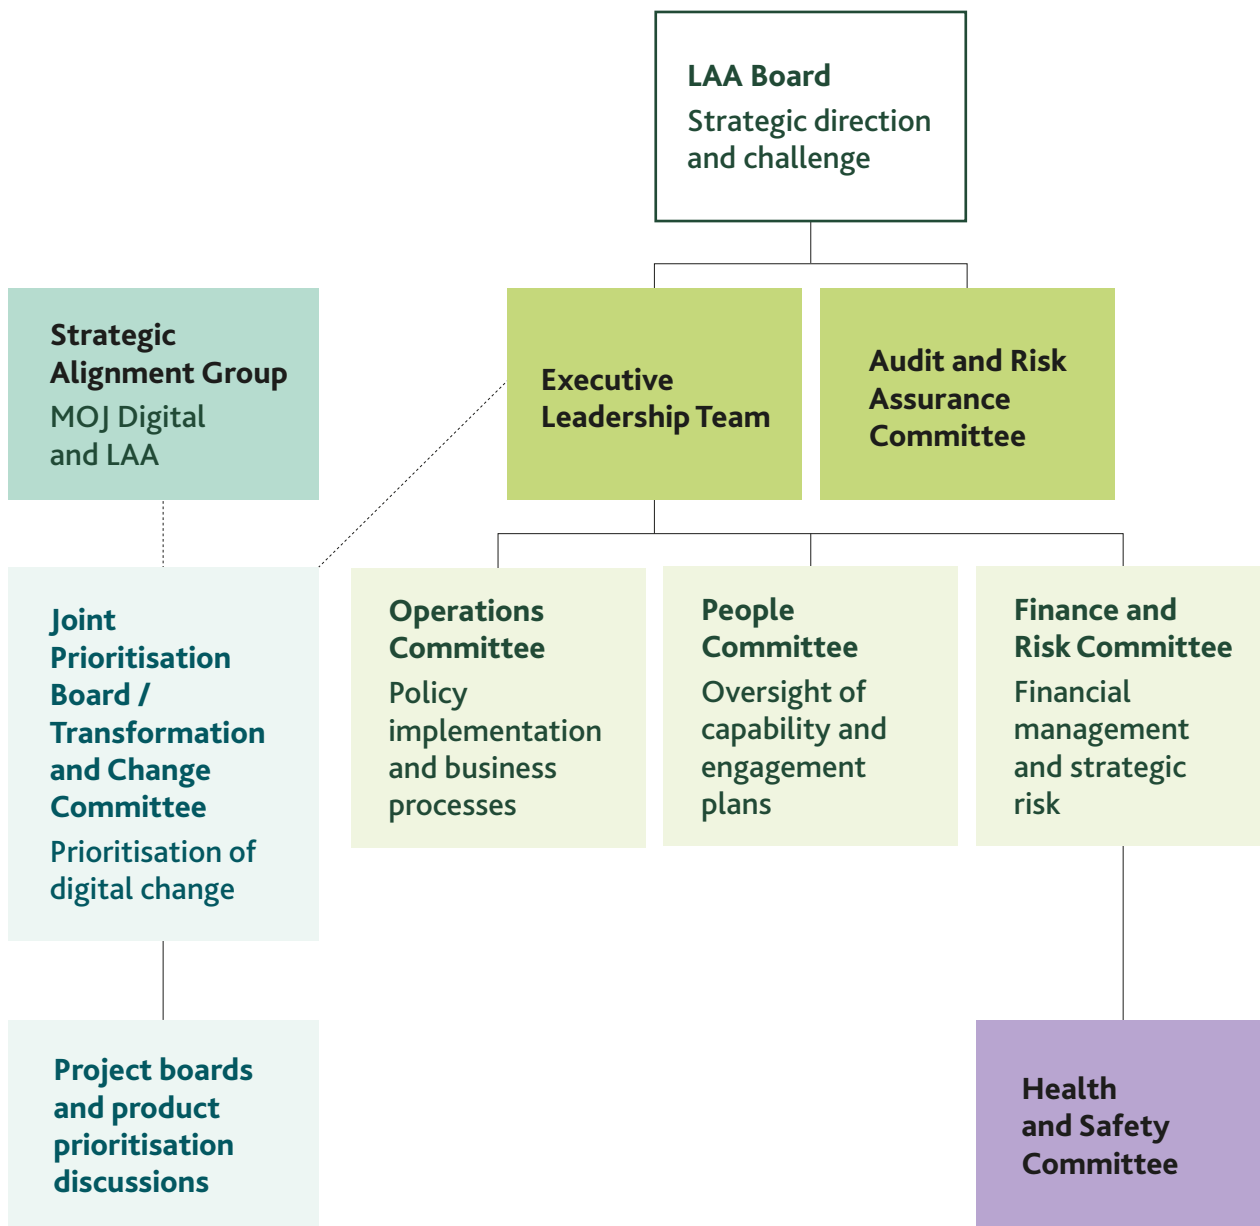 LAA Board
Strategic direction
and challenge
Strategic
Alignment Group
MOJ Digital
and LAA
Executive
Leadership Team
Audit and Risk
Assurance
Committee
Joint
Prioritisation
Board /
Transformation
and Change
Committee
Prioritisation of
digital change
Operations
Committee
Policy
implementation
and business
processes
People
Committee
Oversight of
capability and
engagement
plans
Finance and
Risk Committee
Financial
management
and strategic
risk
Project boards
and product
prioritisation
discussions
Health
and Safety
Committee